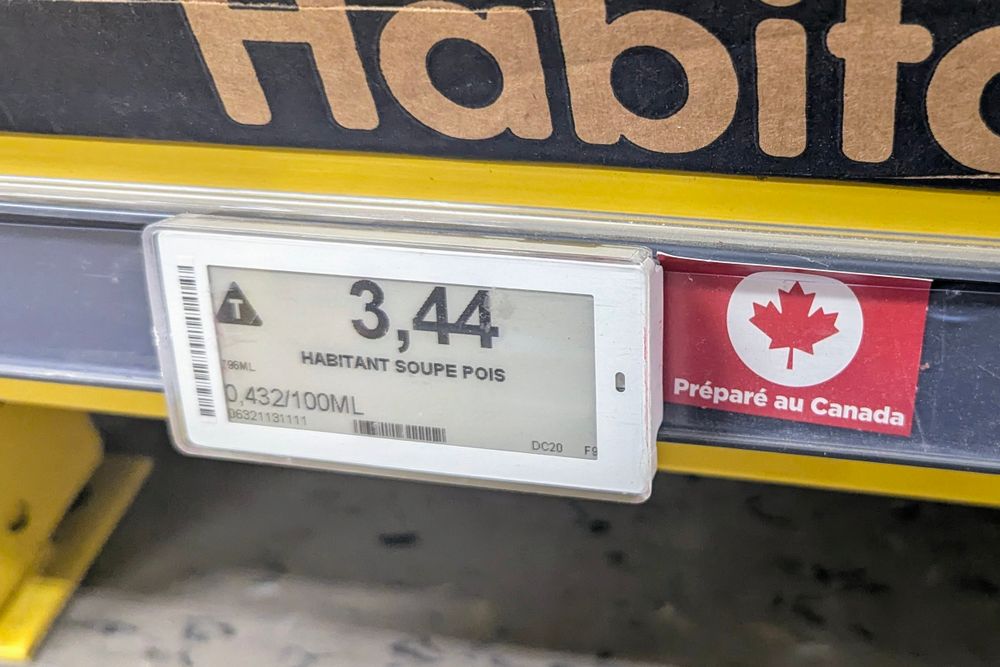 Habita
T
3,44
HABITANT SOUPE POIS
796ML
0,432/100ML
06321131111
DC20 F9
Préparé au Canada